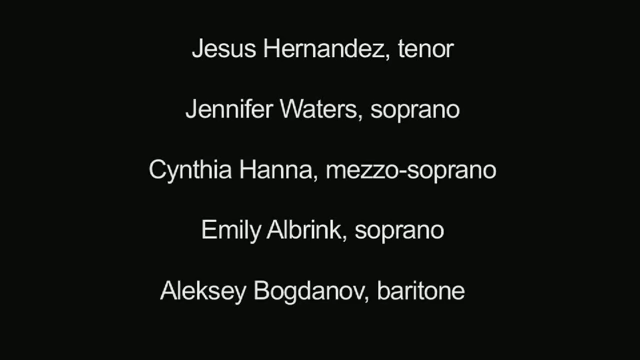 Jesus Hernandez, tenor
Jennifer Waters, soprano
Cynthia Hanna, mezzo-soprano
Emily Albrink, soprano
Aleksey Bogdanov, baritone